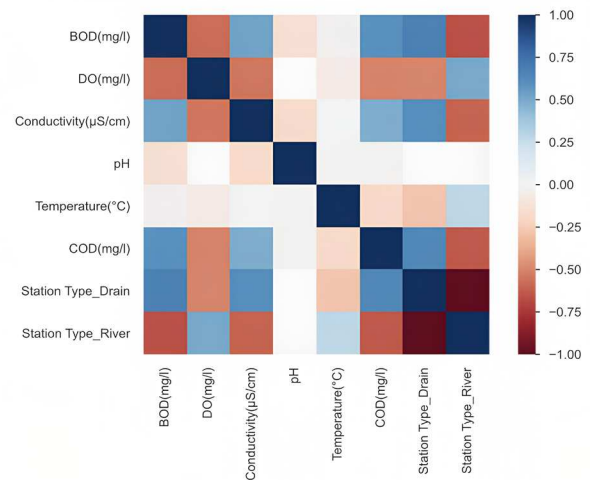 BOD(mg/l)
DO(mg/l)
Conductivity(µS/cm)
pH
Temperature(°C)
COD(mg/l)
Station Type_Drain
Station Type_River
BOD(mg/l)
DO(mg/l)
Conductivity(µS/cm)
pH
Temperature(°C)
COD(mg/l)
Station Type_Drain
Station Type_River
1.00
0.75
0.50
0.25
0.00
−0.25
−0.50
−0.75
−1.00